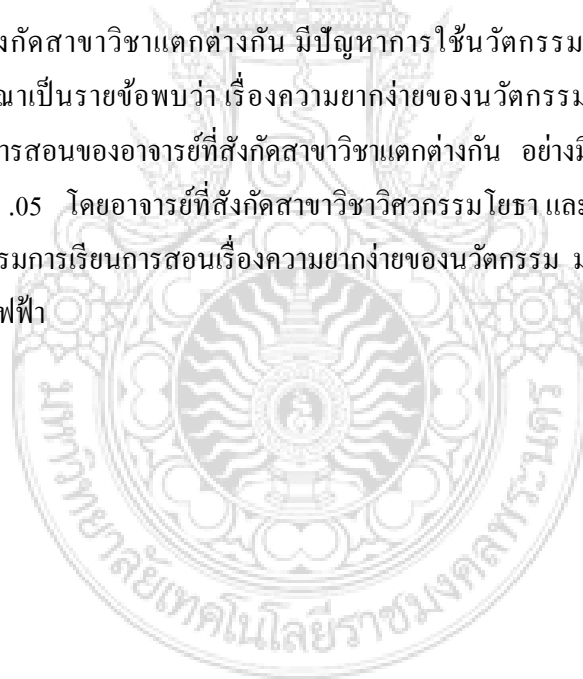 งกัดสาขาวิชาแตกต่างกัน มีปัญหาการใช้นวัตกรรม
ณาเป็นรายข้อพบว่า เรื่องความยากง่ายของนวัตกรรม
ารสอนของอาจารย์ที่สังกัดสาขาวิชาแตกต่างกัน อย่างมี
.05 โดยอาจารย์ที่สังกัดสาขาวิชาวิศวกรรมโยธา และ
รมการเรียนการสอนเรื่องความยากง่ายของนวัตกรรม ม
ฟฟ้า
มหาวิทยาลัยเทคโนโลยีราชมงคลพระนคร